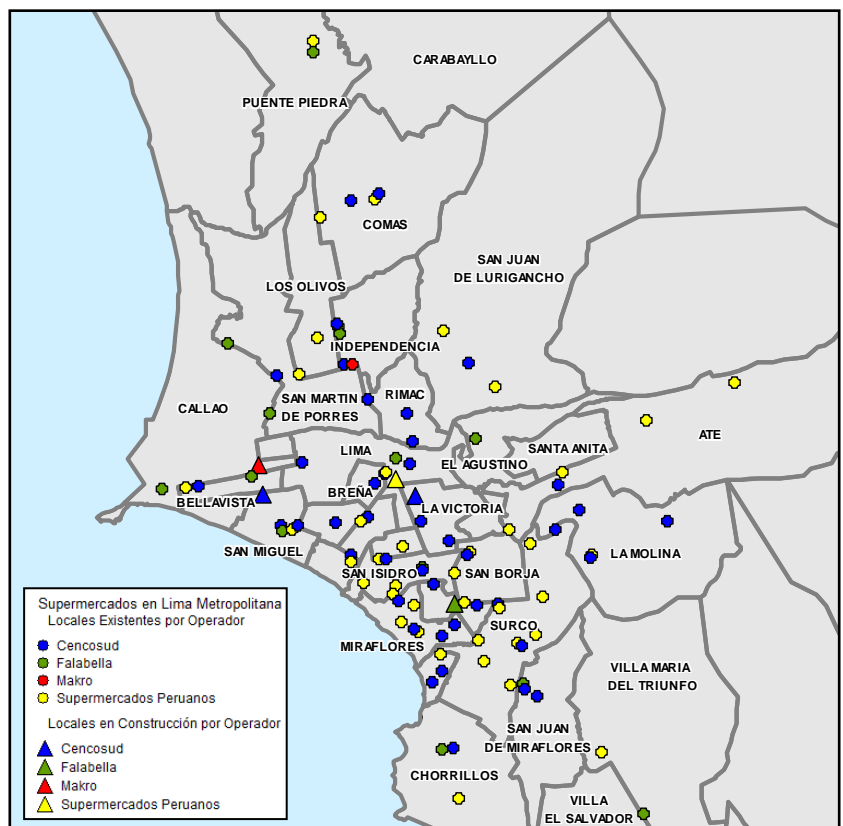 CARABAYLLO
PUENTE PIEDRA
COMAS
SAN JUAN
DE LURIGANCHO
LOS OLIVOS
INDEPENDENCIA
RIMAC
SAN MARTIN
DE PORRES
CALLAO
ATE
LIMA
SANTA ANITA
EL AGUSTINO
BREÑA
BELLAVISTA
LA VICTORIA
SAN MIGUEL
LA MOLINA
SAN ISIDRO
SAN BORJA
SURCO
MIRAFLORES
VILLA MARIA
DEL TRIUNFO
SAN JUAN
DE MIRAFLORES
CHORRILLOS
VILLA
EL SALVADOR
Supermercados en Lima Metropolitana
Locales Existentes por Operador
Cencosud
Falabella
Makro
Supermercados Peruanos
Locales en Construcción por Operador
Cencosud
Falabella
Makro
Supermercados Peruanos